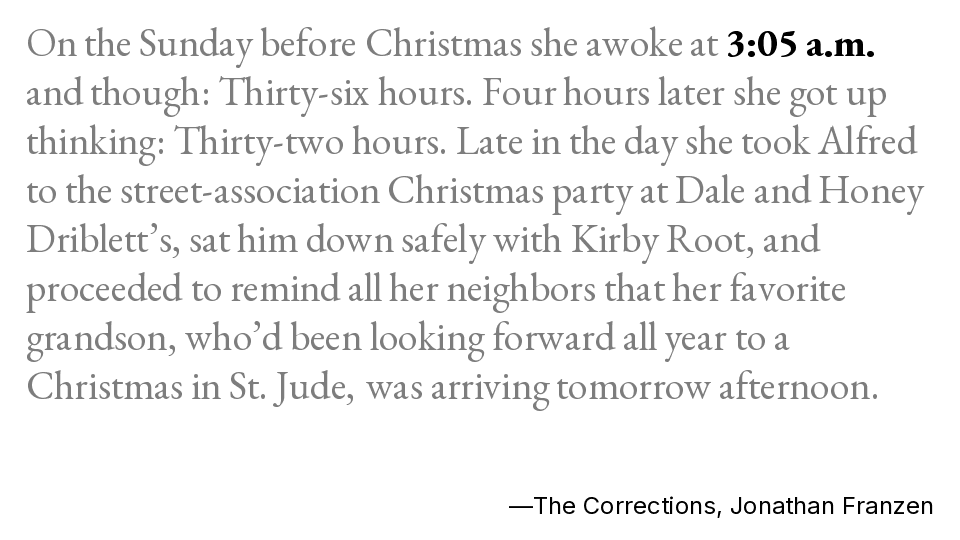 On the Sunday before Christmas she awoke at 3:05 a.m.
and though: Thirty-six hours. Four hours later she got up
thinking: Thirty-two hours. Late in the day she took Alfred
to the street-association Christmas party at Dale and Honey
Driblett’s, sat him down safely with Kirby Root, and
proceeded to remind all her neighbors that her favorite
grandson, who’d been looking forward all year to a
Christmas in St. Jude, was arriving tomorrow afternoon.
—The Corrections, Jonathan Franzen